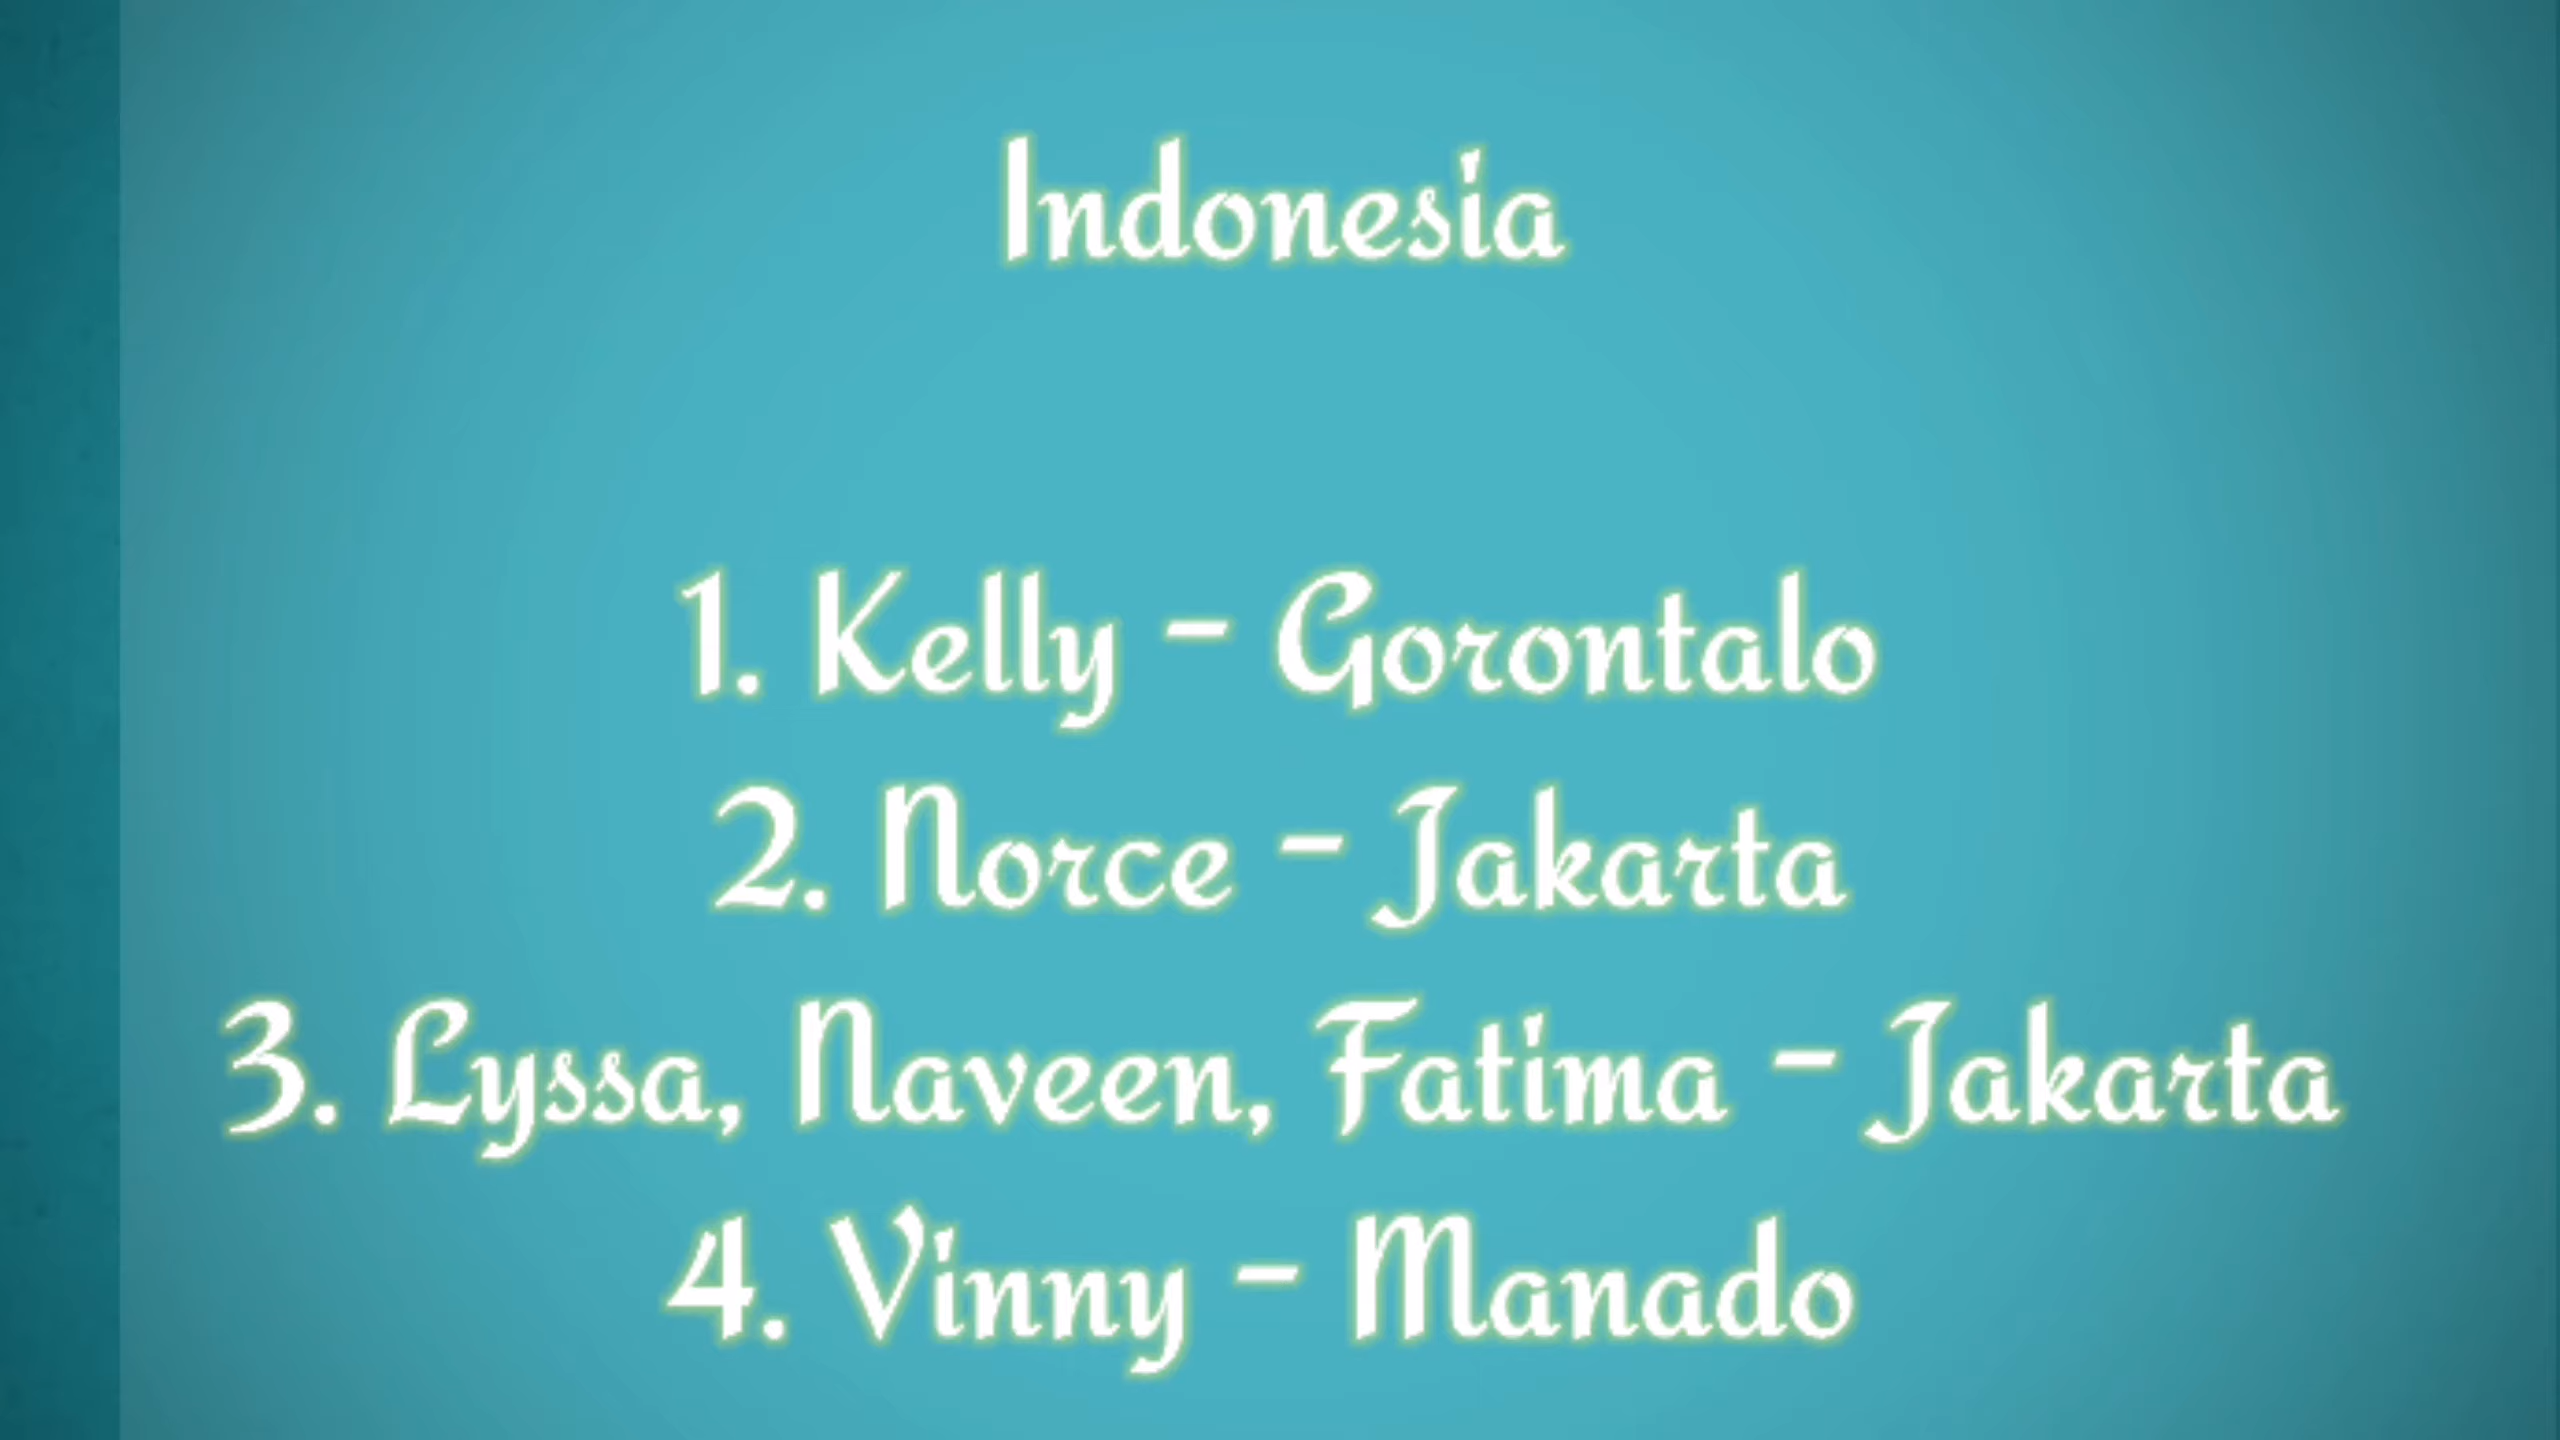 Indonesia
1. Kelly - Gorontalo
2. Norce - Jakarta
3. Lyssa, Naveen, Fatima - Jakarta
4. Vinny - Manado